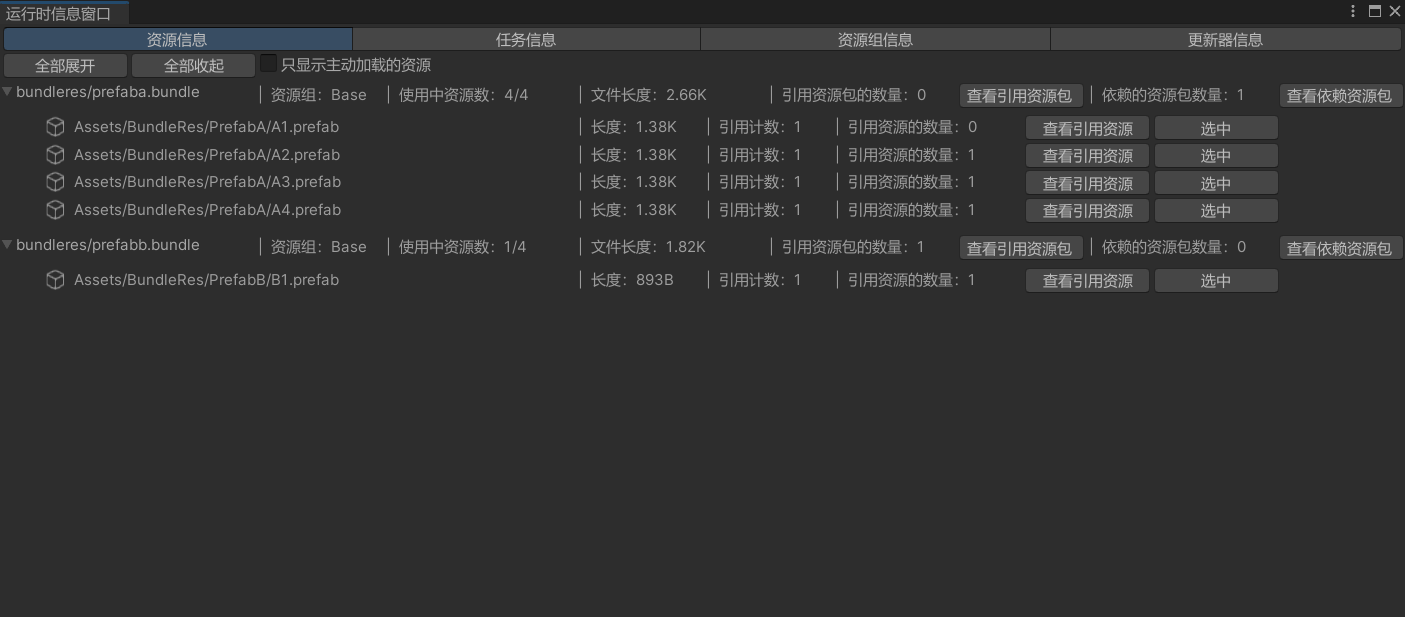 运行时信息窗口
资源信息 任务信息 资源组信息 更新器信息
全部展开 全部收起 只显示主动加载的资源
bundleres/prefaba.bundle 资源组：Base 使用中资源数：4/4 文件长度：2.66K 引用资源包的数量：0 查看引用资源包 依赖的资源包数量：1 查看依赖资源包
Assets/BundleRes/PrefabA/A1.prefab 长度：1.38K 引用计数：1 引用资源的数量：0 查看引用资源 选中
Assets/BundleRes/PrefabA/A2.prefab 长度：1.38K 引用计数：1 引用资源的数量：1 查看引用资源 选中
Assets/BundleRes/PrefabA/A3.prefab 长度：1.38K 引用计数：1 引用资源的数量：1 查看引用资源 选中
Assets/BundleRes/PrefabA/A4.prefab 长度：1.38K 引用计数：1 引用资源的数量：1 查看引用资源 选中
bundleres/prefabb.bundle 资源组：Base 使用中资源数：1/4 文件长度：1.82K 引用资源包的数量：1 查看引用资源包 依赖的资源包数量：0 查看依赖资源包
Assets/BundleRes/PrefabB/B1.prefab 长度：893B 引用计数：1 引用资源的数量：1 查看引用资源 选中